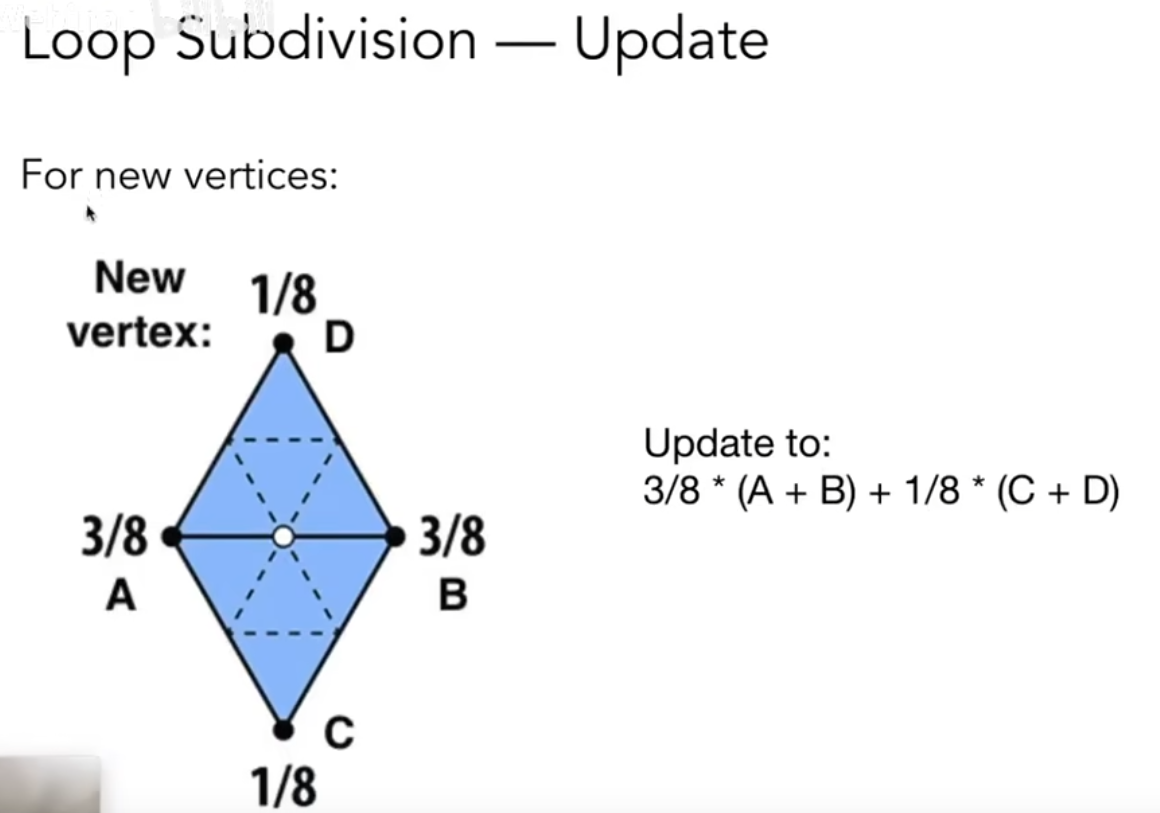 Loop Subdivision — Update
For new vertices:
New
vertex:
1/8
D
3/8
A
3/8
B
C
1/8
Update to:
3/8 * (A + B) + 1/8 * (C + D)